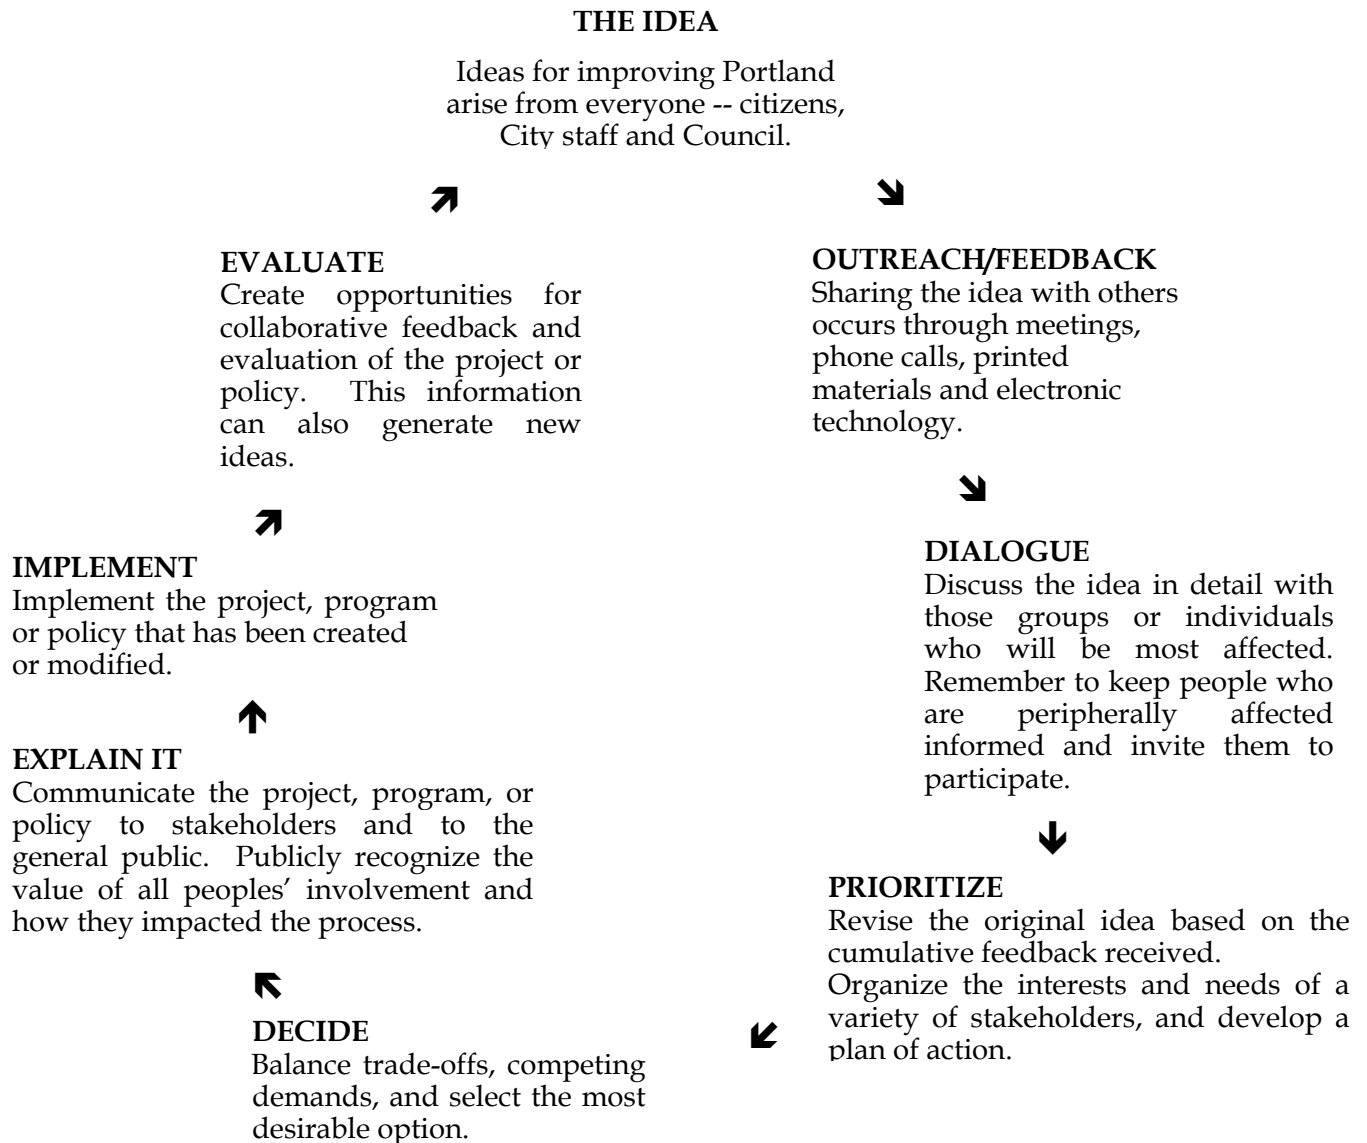 THE IDEA
Ideas for improving Portland
arise from everyone -- citizens,
City staff and Council.
OUTREACH/FEEDBACK
Sharing the idea with others
occurs through meetings,
phone calls, printed
materials and electronic
technology.
DIALOGUE
Discuss the idea in detail with
those groups or individuals
who will be most affected.
Remember to keep people who
are peripherally affected
informed and invite them to
participate.
PRIORITIZE
Revise the original idea based on the
cumulative feedback received.
Organize the interests and needs of a
variety of stakeholders, and develop a
plan of action.
DECIDE
Balance trade-offs, competing
demands, and select the most
desirable option.
EXPLAIN IT
Communicate the project, program, or
policy to stakeholders and to the
general public. Publicly recognize the
value of all peoples’ involvement and
how they impacted the process.
IMPLEMENT
Implement the project, program
or policy that has been created
or modified.
EVALUATE
Create opportunities for
collaborative feedback and
evaluation of the project or
policy. This information
can also generate new
ideas.